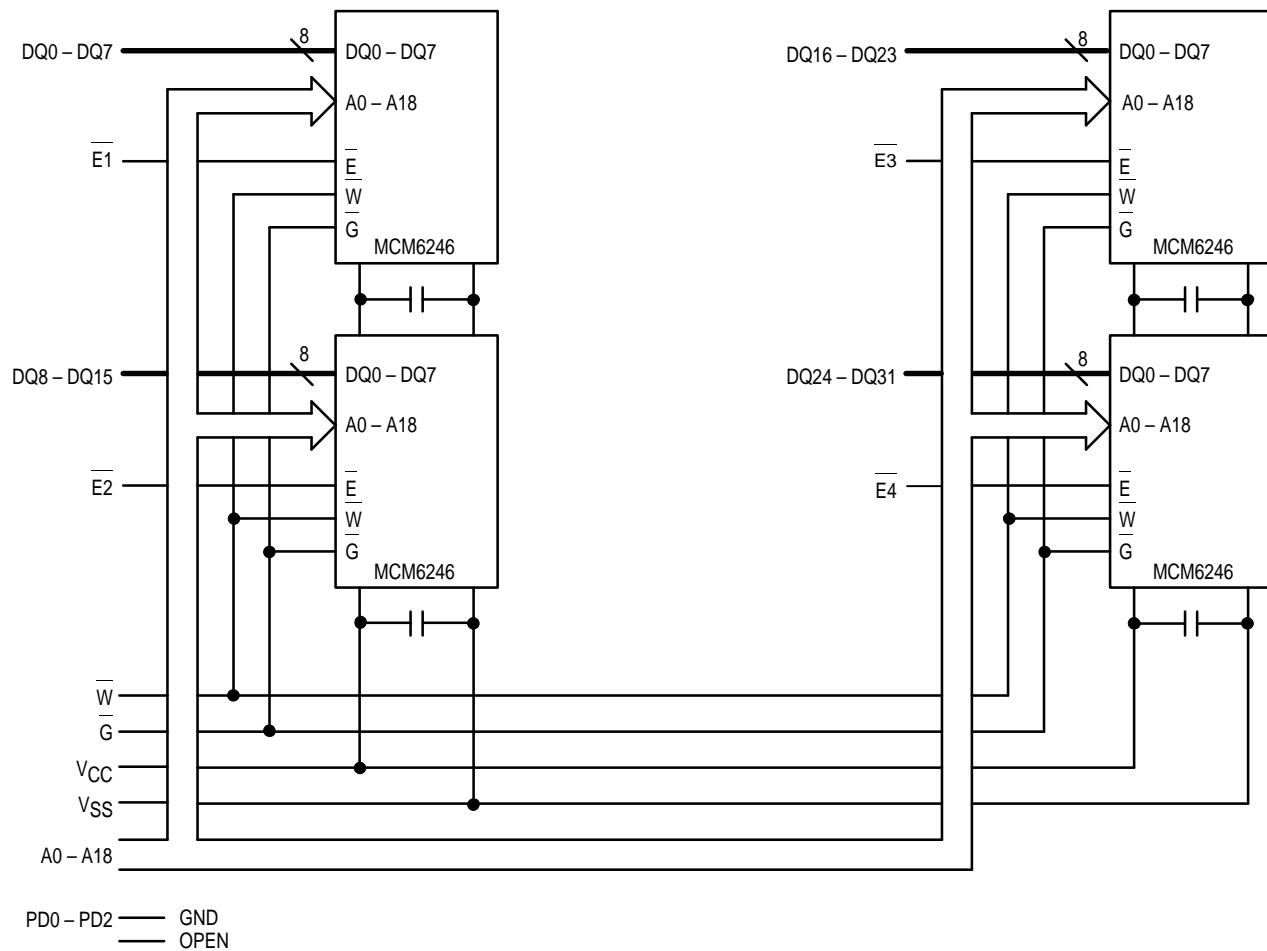 DQ0 – DQ7
8
DQ0 – DQ7
A0 – A18
E1
E
W
G
MCM6246
DQ8 – DQ15
8
DQ0 – DQ7
A0 – A18
E2
E
W
G
MCM6246
DQ16 – DQ23
8
DQ0 – DQ7
A0 – A18
E3
E
W
G
MCM6246
DQ24 – DQ31
8
DQ0 – DQ7
A0 – A18
E4
E
W
G
MCM6246
W
G
VCC
VSS
A0 – A18
PD0 – PD2
GND
OPEN